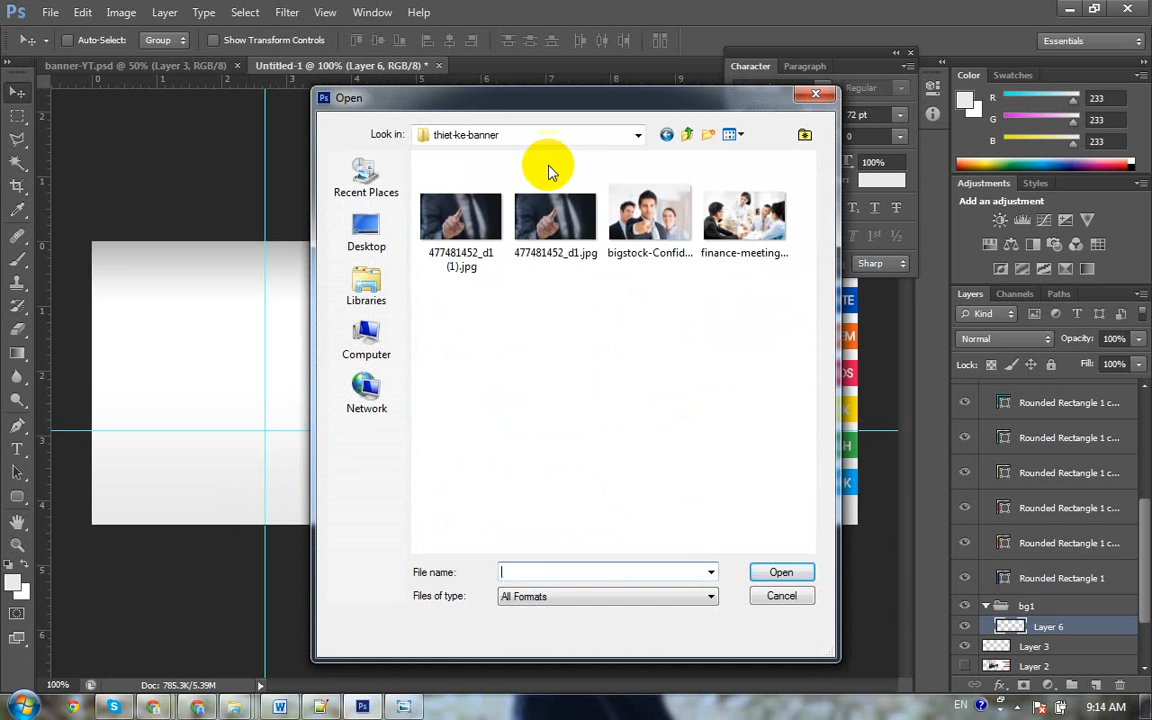 Ps File Edit Image Layer Type Select Filter View Window Help
Auto-Select: Group Show Transform Controls Essentials
banner-YT.psd @ 50% (Layer 3, RGB/8) × Untitled-1 @ 100% (Layer 6, RGB/8) * ×
Character Paragraph
Regular
72 pt
0
100%
Sharp
Color Swatches
R 233
G 233
B 233
Adjustments Styles
Add an adjustment
Open
Look in: thiet-ke-banner
Recent Places
Desktop
Libraries
Computer
Network
477481452_d1 (1).jpg
477481452_d1.jpg
bigstock-Confid...
finance-meeting...
File name: Open
Files of type: All Formats Cancel
TE
EM
DS
K
H
K
Layers Channels Paths
Kind
Normal Opacity: 100%
Lock: Fill: 100%
Rounded Rectangle 1 c...
Rounded Rectangle 1 c...
Rounded Rectangle 1 c...
Rounded Rectangle 1 c...
Rounded Rectangle 1 c...
Rounded Rectangle 1
bg1
Layer 6
Layer 3
Layer 2
100% Doc: 785.3K/5.39M
EN 9:14 AM